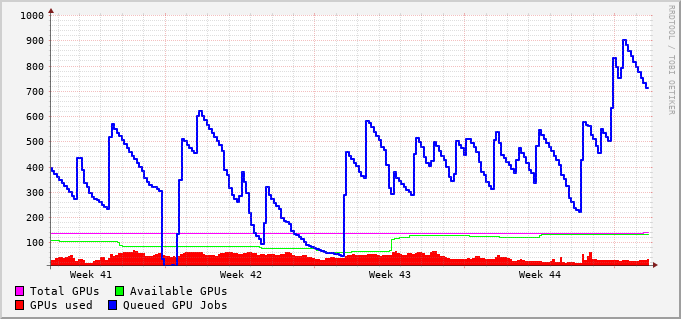 1000
900
800
700
600
500
400
300
200
100
Week 41 Week 42 Week 43 Week 44
Total GPUs Available GPUs
GPUs used Queued GPU Jobs
RRDTOOL / TOBI OETIKER